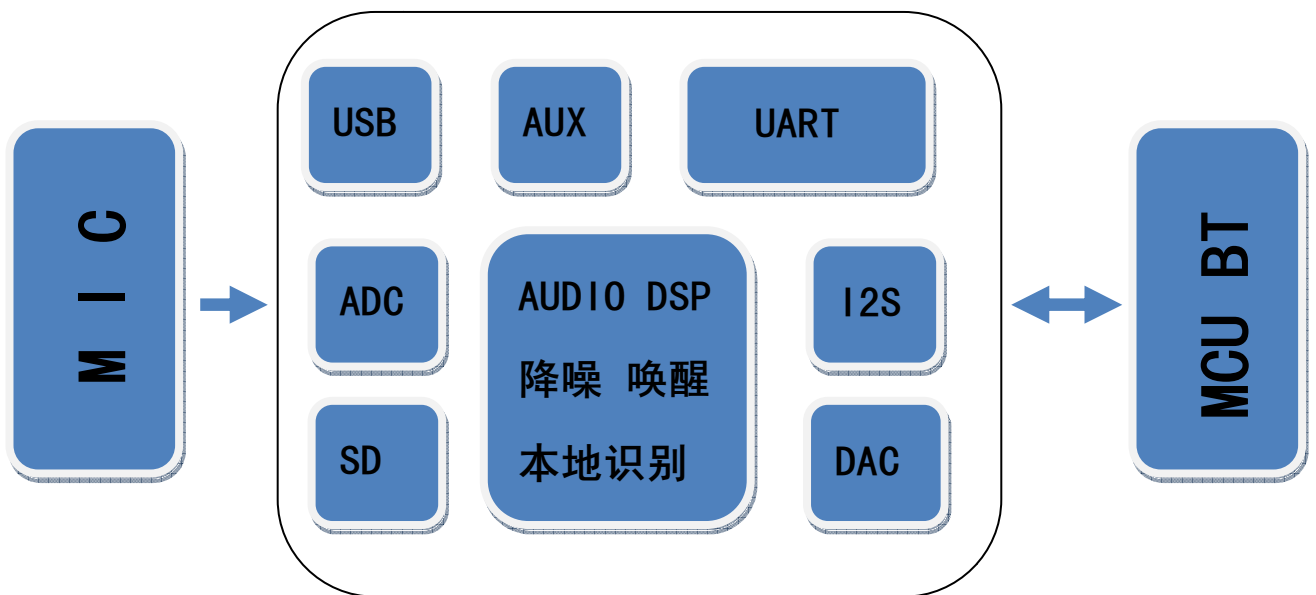 USB
AUX
UART
M I C
ADC
AUDIO DSP
降噪 唤醒
本地识别
I2S
SD
DAC
MCU BT